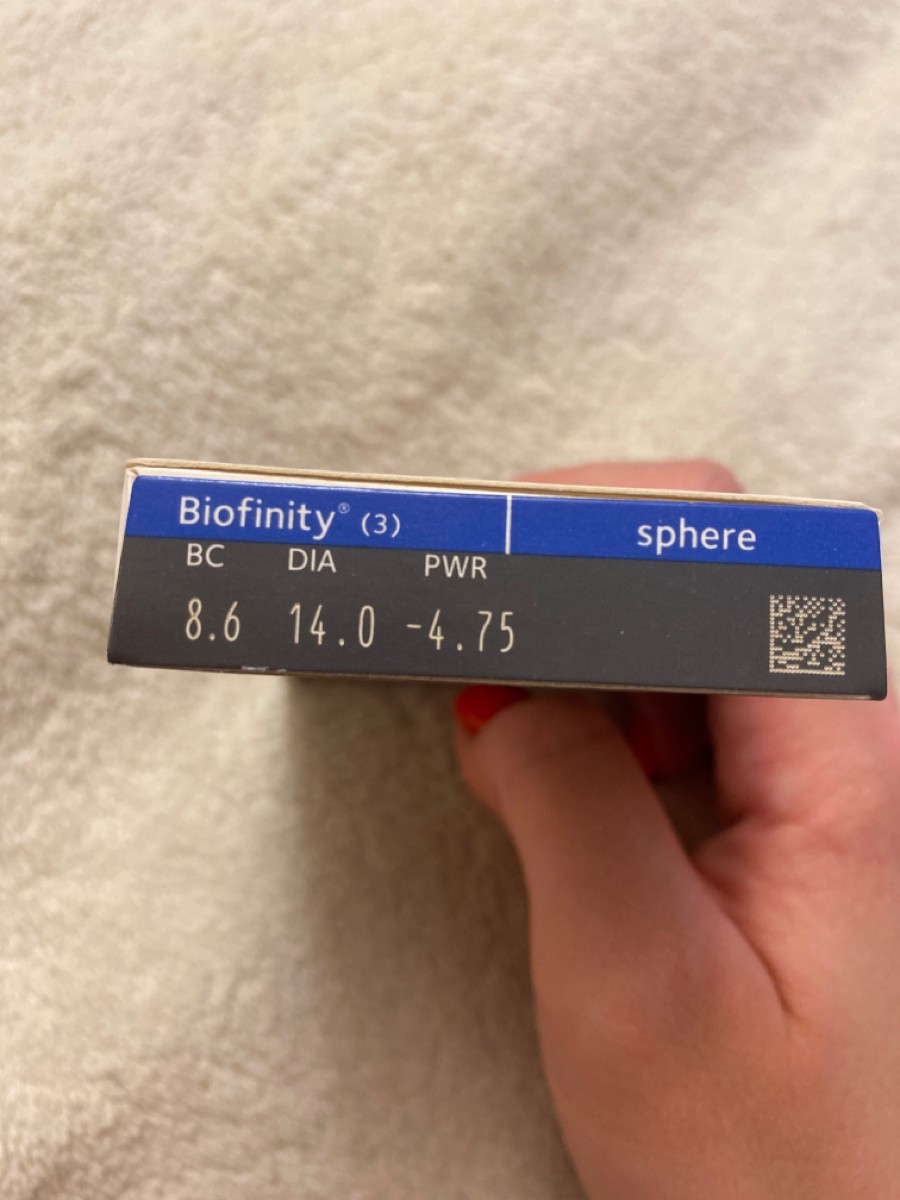 Biofinity® (3) sphere
BC DIA PWR
8.6 14.0 -4.75